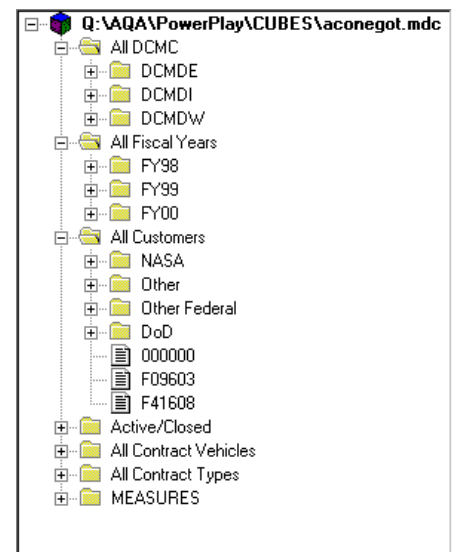 Q:\AQA\PowerPlay\CUBES\aconegot.mdc
All DCMC
DCMDE
DCMDI
DCMDW
All Fiscal Years
FY98
FY99
FY00
All Customers
NASA
Other
Other Federal
DoD
000000
F09603
F41608
Active/Closed
All Contract Vehicles
All Contract Types
MEASURES